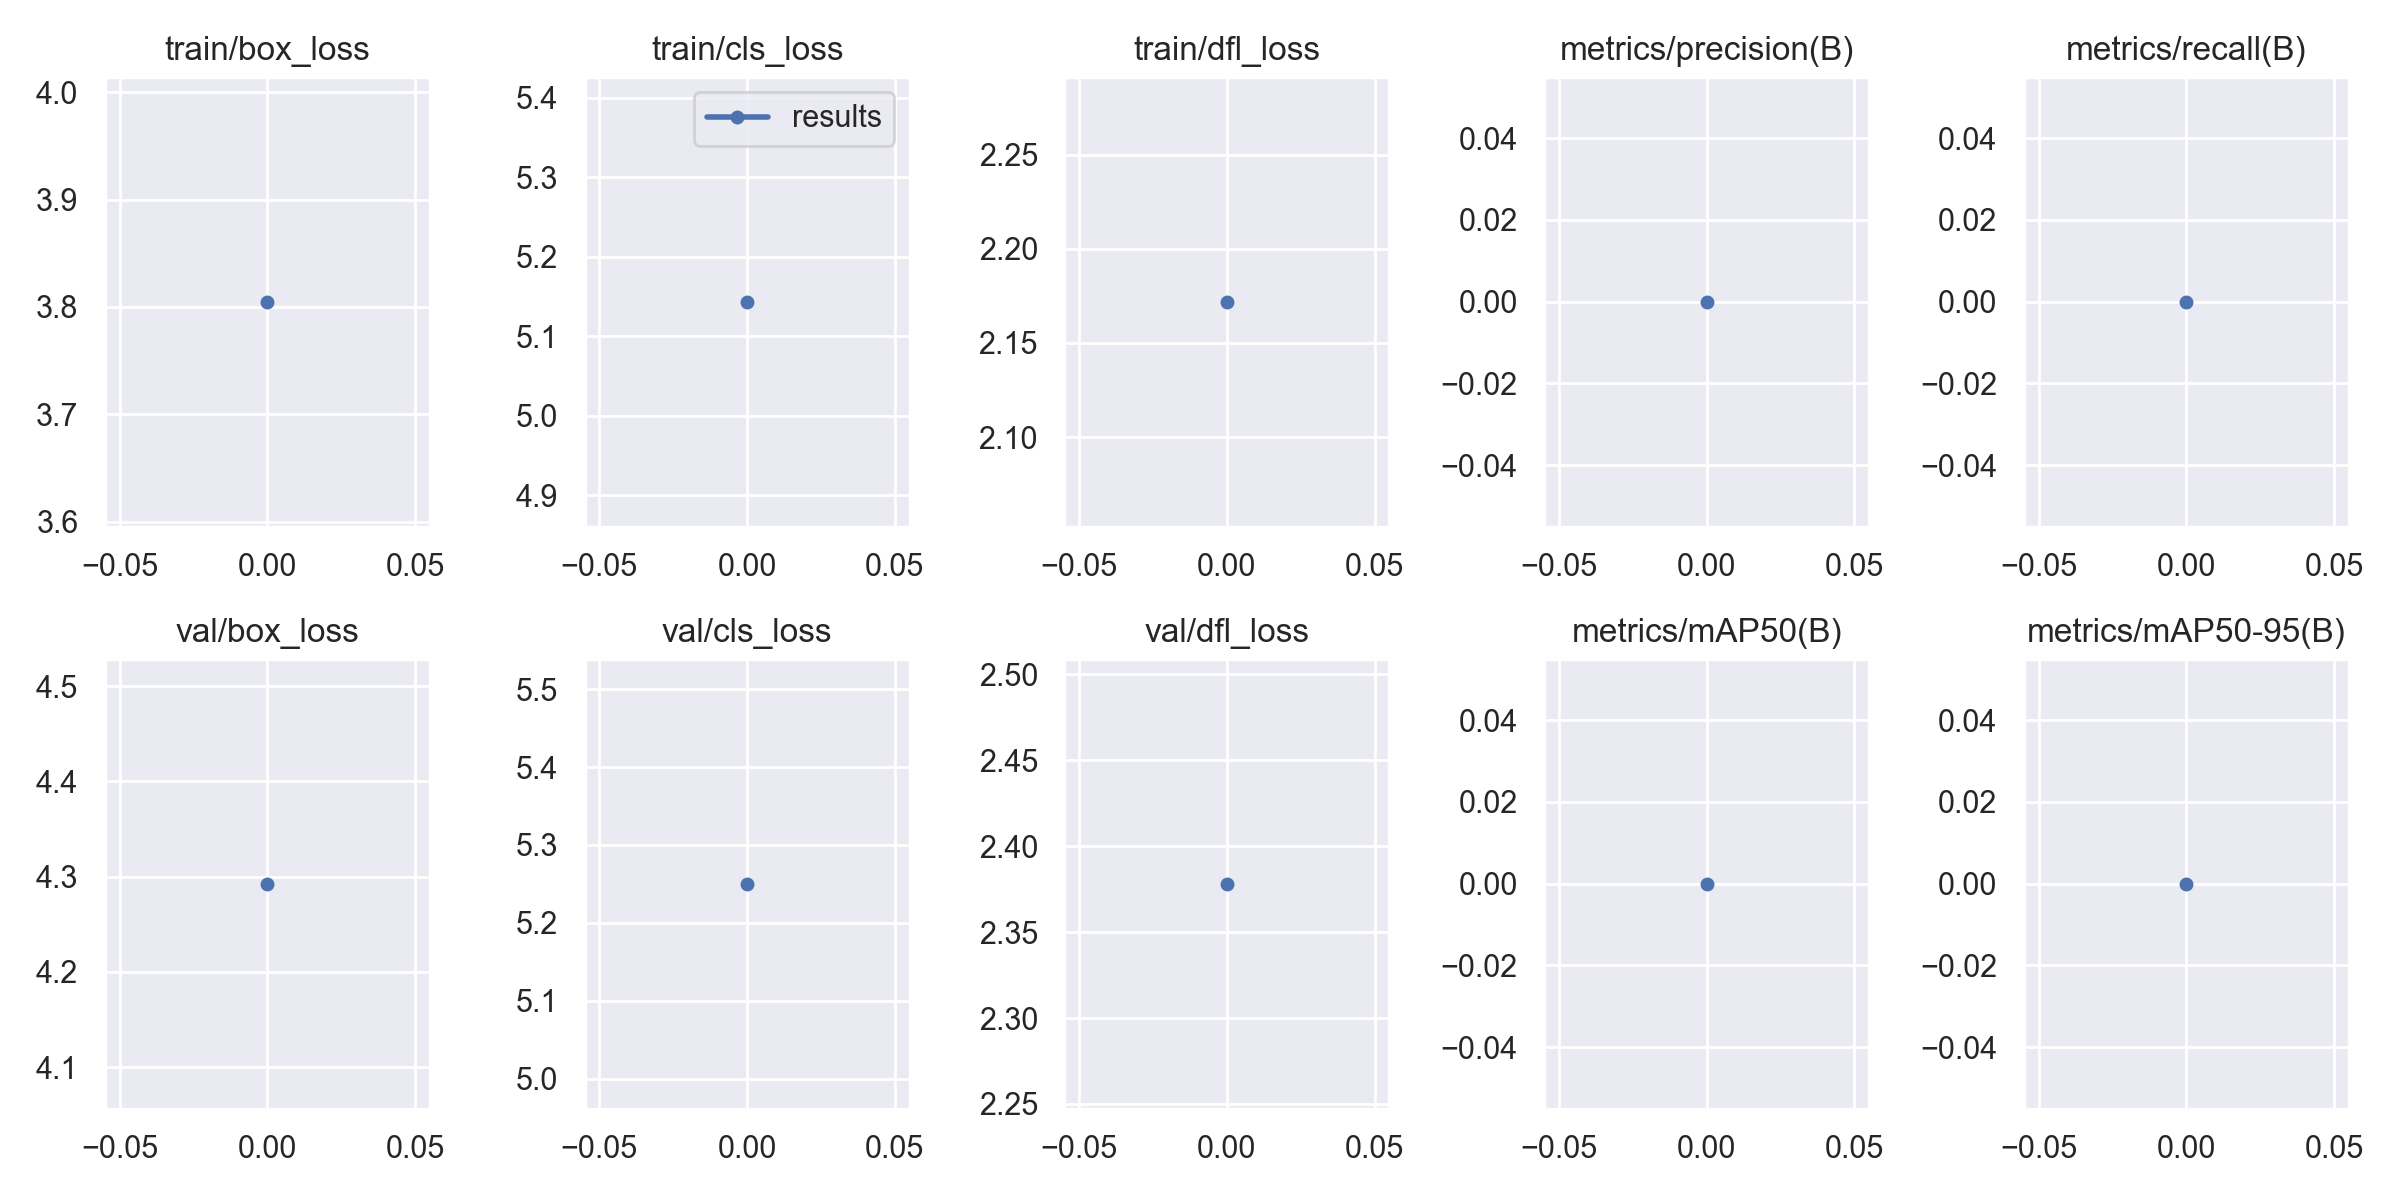 train/box_loss
train/cls_loss
train/dfl_loss
metrics/precision(B)
metrics/recall(B)
4.0
3.9
3.8
3.7
3.6
−0.05 0.00 0.05
results
5.4
5.3
5.2
5.1
5.0
4.9
−0.05 0.00 0.05
2.25
2.20
2.15
2.10
−0.05 0.00 0.05
0.04
0.02
0.00
−0.02
−0.04
−0.05 0.00 0.05
0.04
0.02
0.00
−0.02
−0.04
−0.05 0.00 0.05
val/box_loss
val/cls_loss
val/dfl_loss
metrics/mAP50(B)
metrics/mAP50-95(B)
4.5
4.4
4.3
4.2
4.1
−0.05 0.00 0.05
5.5
5.4
5.3
5.2
5.1
5.0
−0.05 0.00 0.05
2.50
2.45
2.40
2.35
2.30
2.25
−0.05 0.00 0.05
0.04
0.02
0.00
−0.02
−0.04
−0.05 0.00 0.05
0.04
0.02
0.00
−0.02
−0.04
−0.05 0.00 0.05